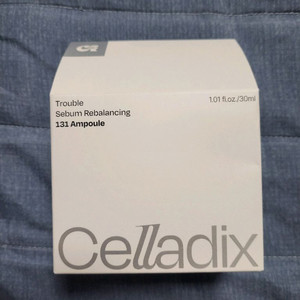 Trouble
Sebum Rebalancing
131 Ampoule
1.01 fl.oz./30ml
Celladix